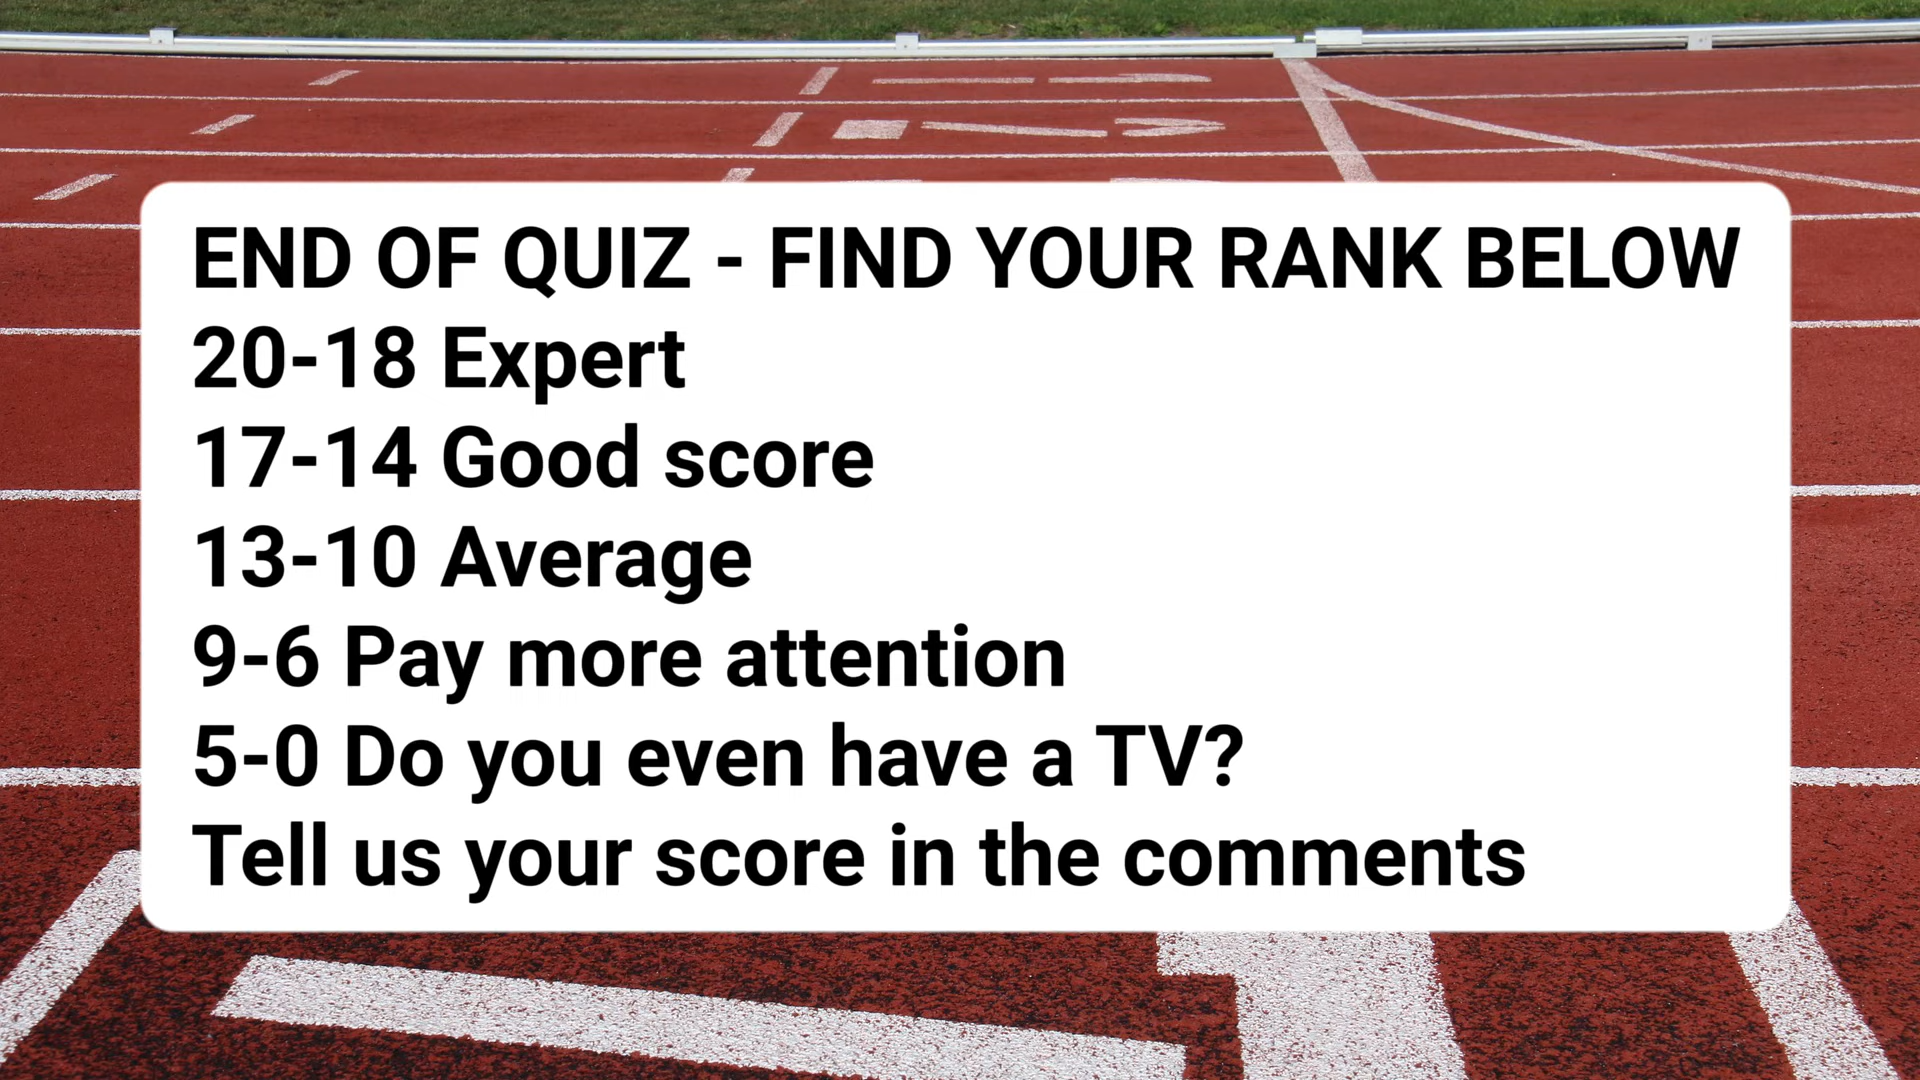 END OF QUIZ - FIND YOUR RANK BELOW
20-18 Expert
17-14 Good score
13-10 Average
9-6 Pay more attention
5-0 Do you even have a TV?
Tell us your score in the comments